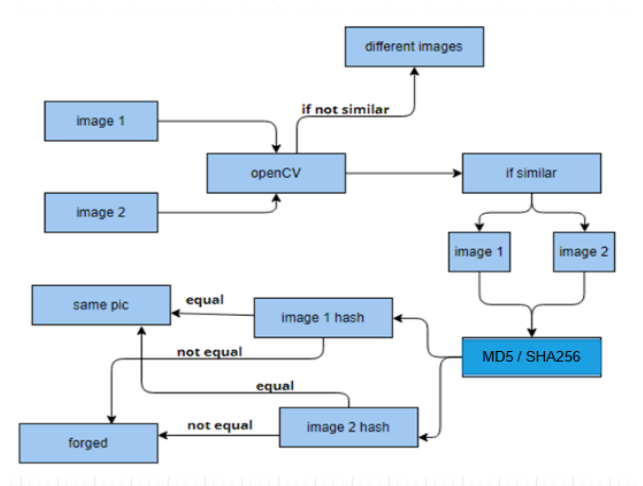 different images
if not similar
image 1
openCV
if similar
image 2
image 1
image 2
same pic
equal
image 1 hash
not equal
MD5 / SHA256
equal
image 2 hash
not equal
forged